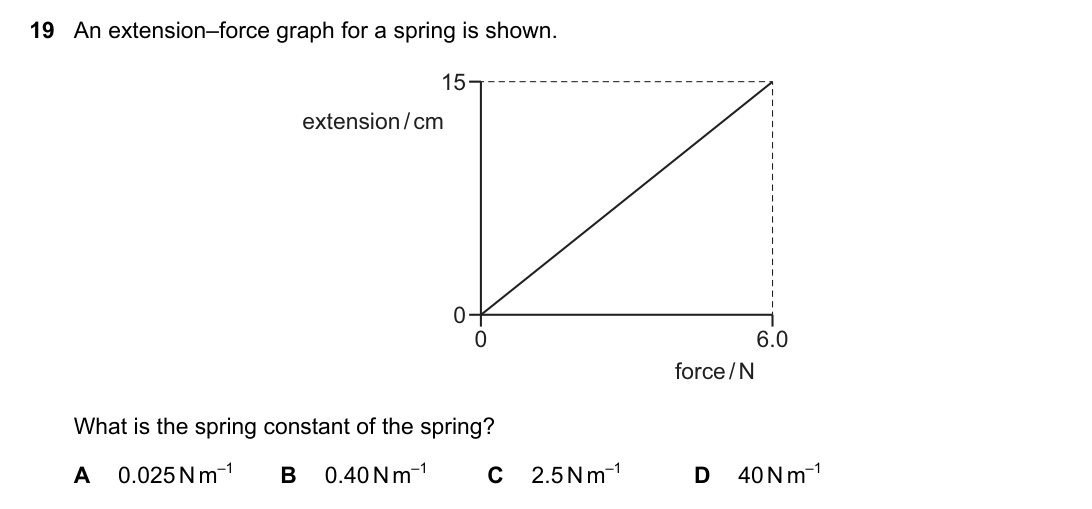 19 An extension–force graph for a spring is shown.
15
extension / cm
0
0
6.0
force / N
What is the spring constant of the spring?
A 0.025 N m⁻¹ B 0.40 N m⁻¹ C 2.5 N m⁻¹ D 40 N m⁻¹